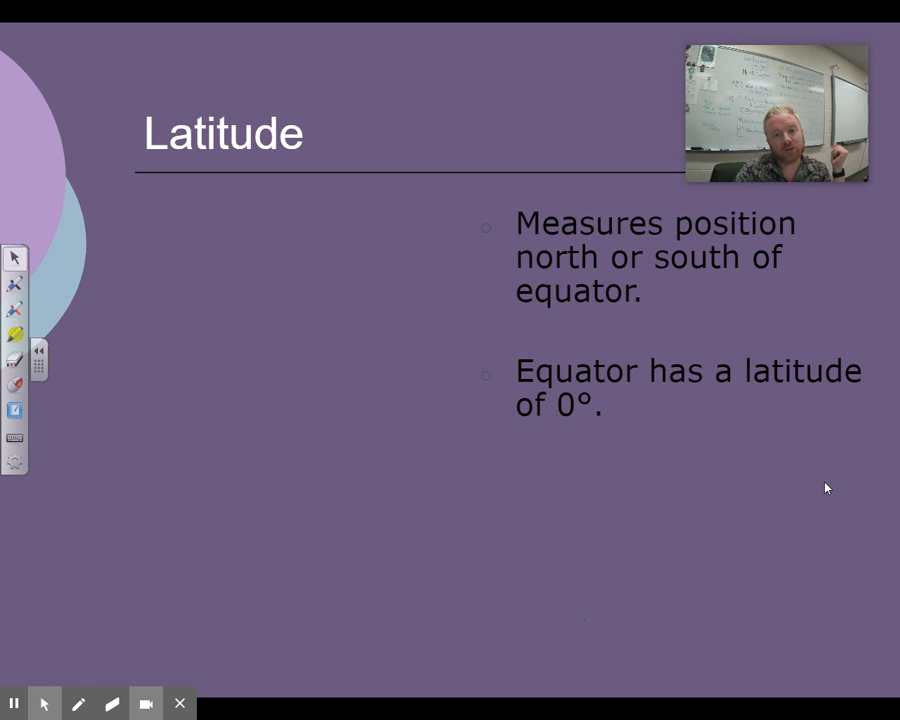 Latitude
Measures position
north or south of
equator.
Equator has a latitude
of 0°.